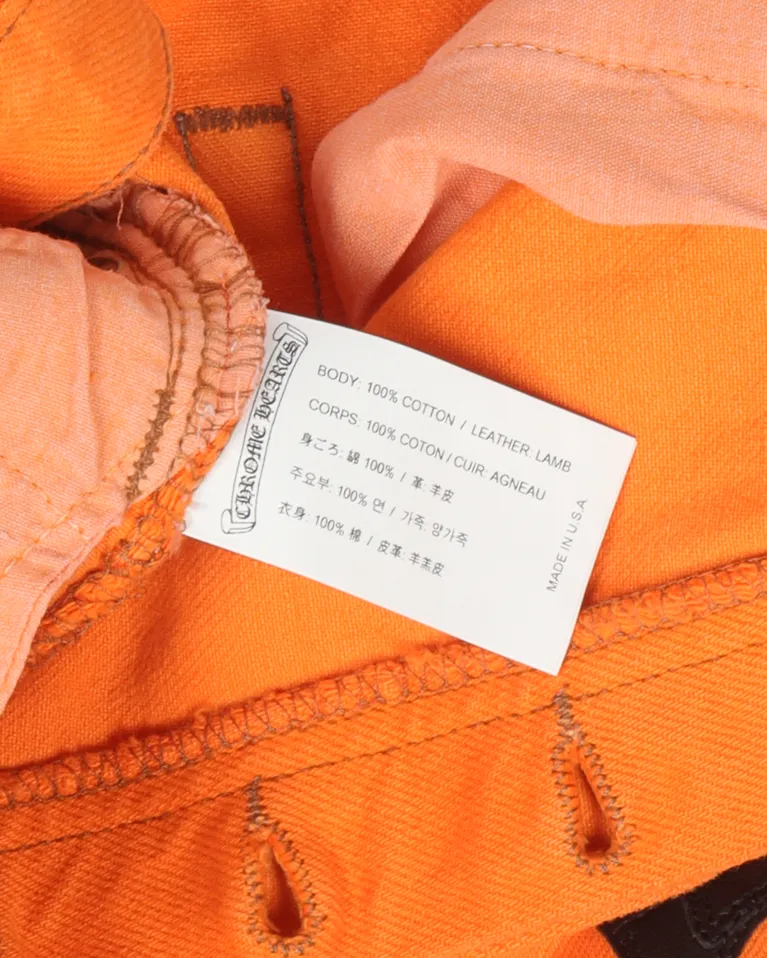 CHROME HEARTS
BODY: 100% COTTON / LEATHER: LAMB
CORPS: 100% COTON / CUIR: AGNEAU
身ごろ: 綿 100% / 革: 羊皮
주요부: 100% 면 / 가죽: 양가죽
衣身: 100% 棉 / 皮革: 羊羔皮
MADE IN U.S.A.